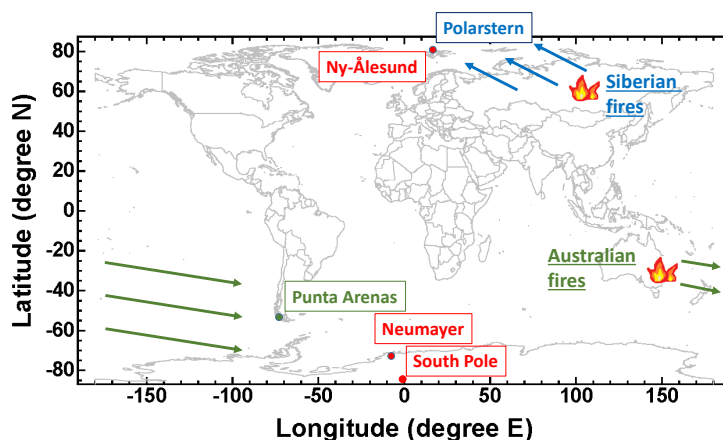 Polarstern
Ny-Ålesund
Siberian
fires
Australian
fires
Punta Arenas
Neumayer
South Pole
80
60
40
20
0
-20
-40
-60
-80
Latitude (degree N)
-150
-100
-50
0
50
100
150
Longitude (degree E)